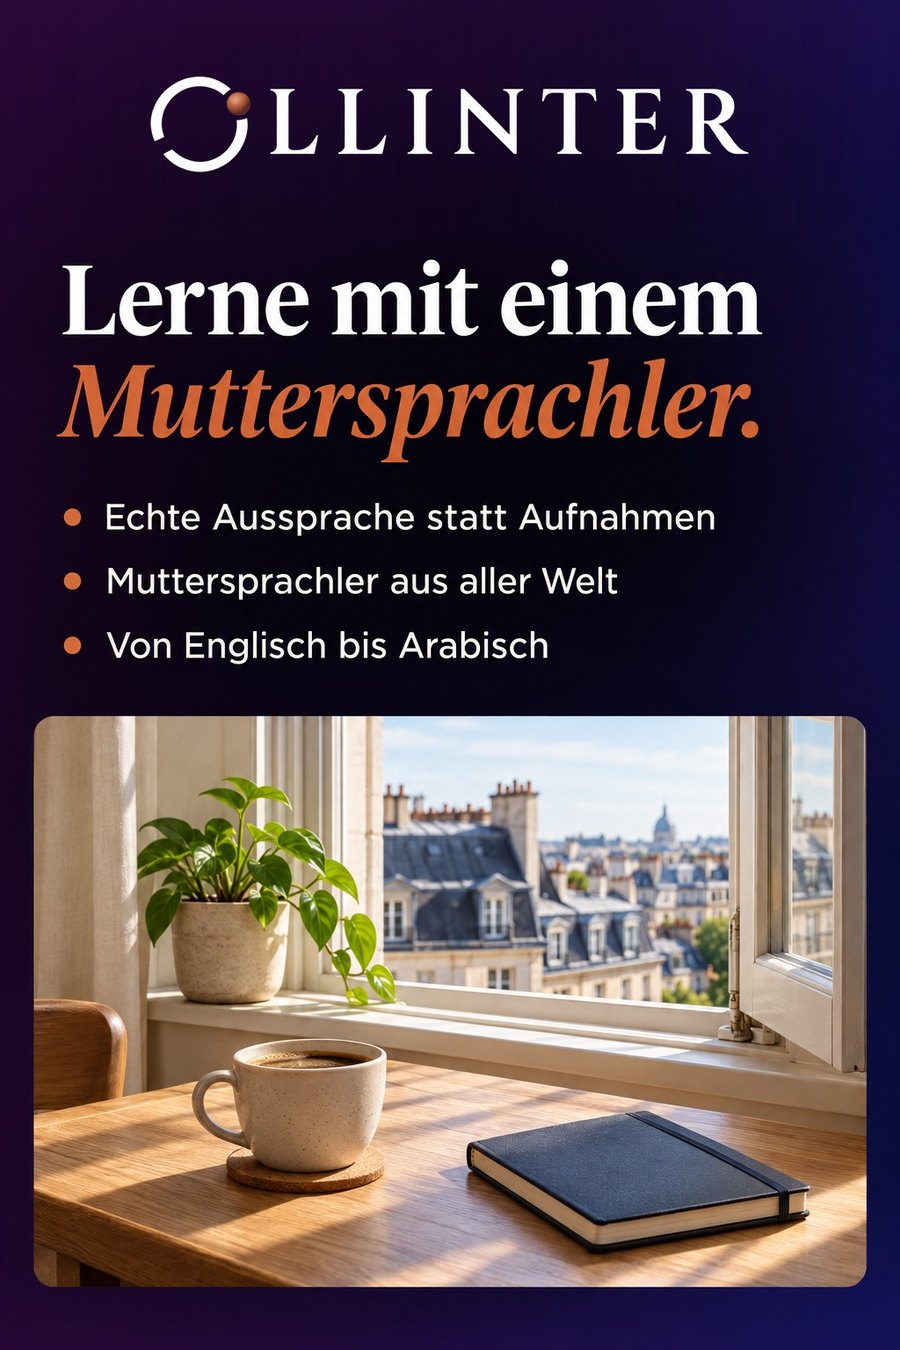 OLLINTER
Lerne mit einem
Muttersprachler.
Echte Aussprache statt Aufnahmen
Muttersprachler aus aller Welt
Von Englisch bis Arabisch